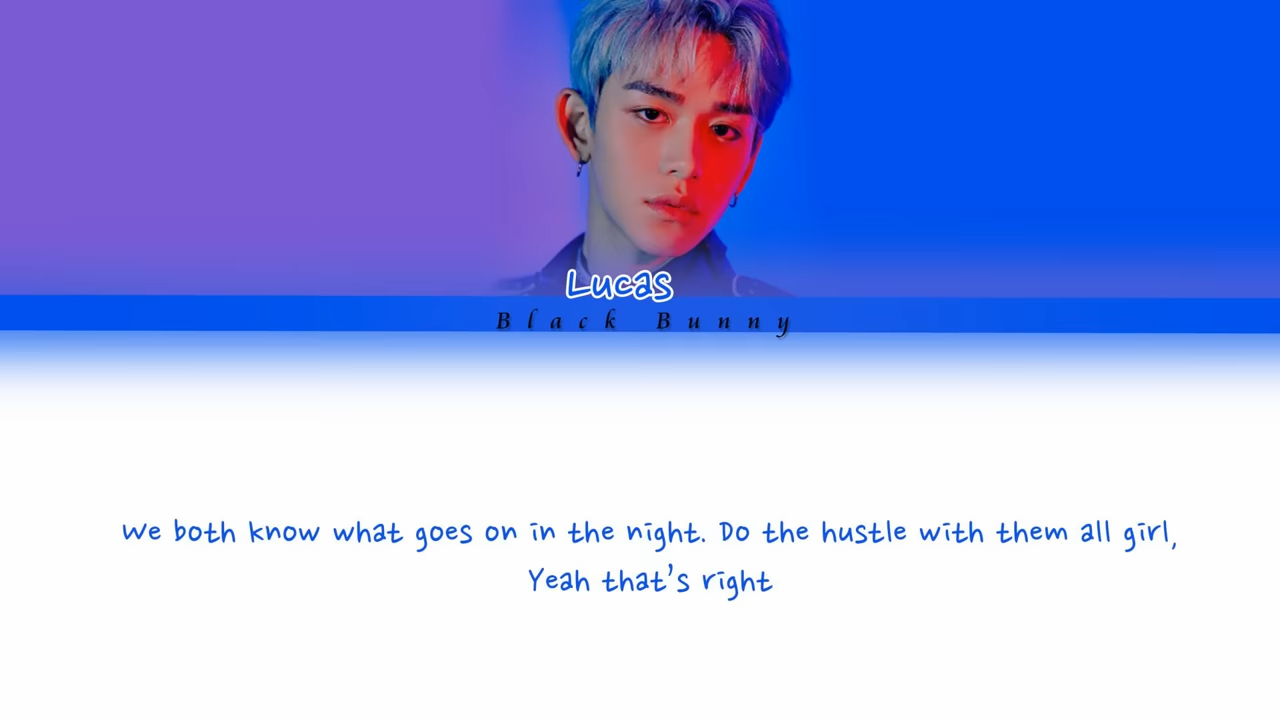 Lucas
Black Bunny
We both know what goes on in the night. Do the hustle with them all girl,
Yeah that's right